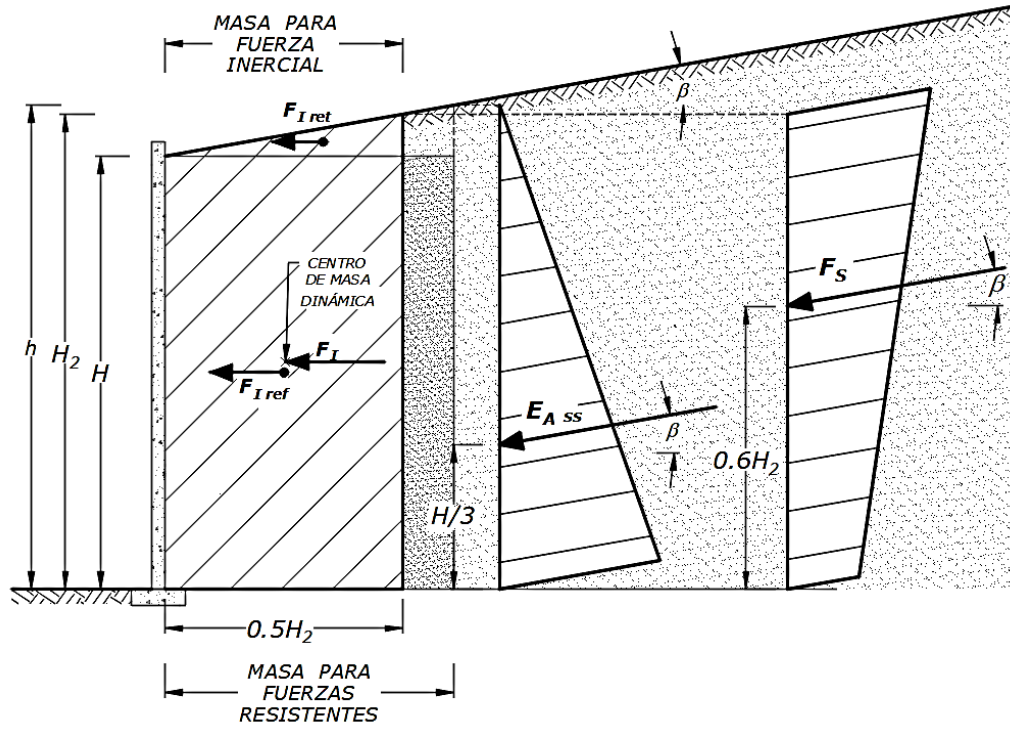 MASA PARA
FUERZA
INERCIAL
β
F I ret
CENTRO
DE MASA
DINÁMICA
F I
F I ref
h
H2
H
F S
β
E A SS
β
0.6H2
H/3
0.5H2
MASA PARA
FUERZAS
RESISTENTES